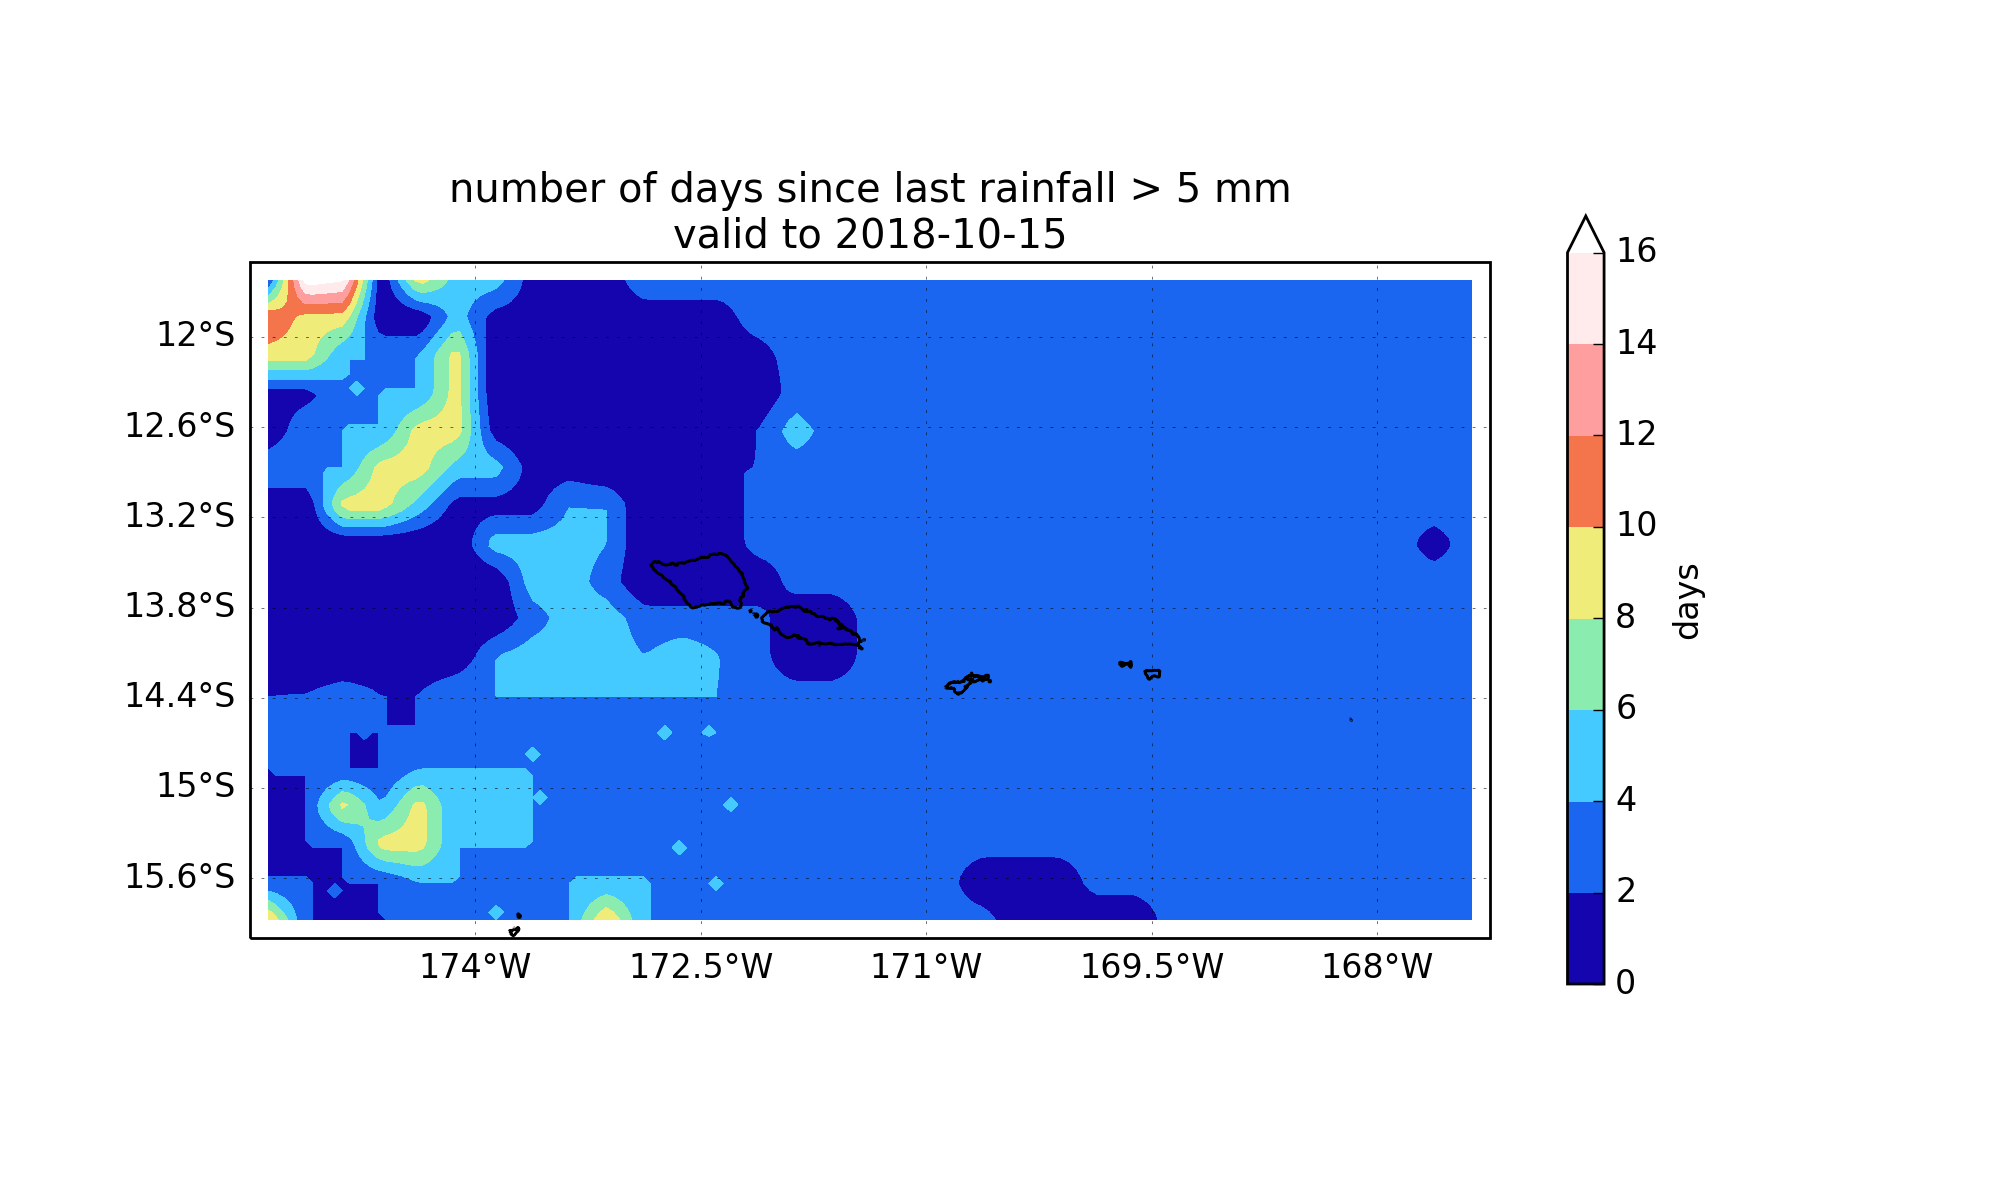 number of days since last rainfall > 5 mm
valid to 2018-10-15
12°S
12.6°S
13.2°S
13.8°S
14.4°S
15°S
15.6°S
174°W
172.5°W
171°W
169.5°W
168°W
16
14
12
10
8
6
4
2
0
days